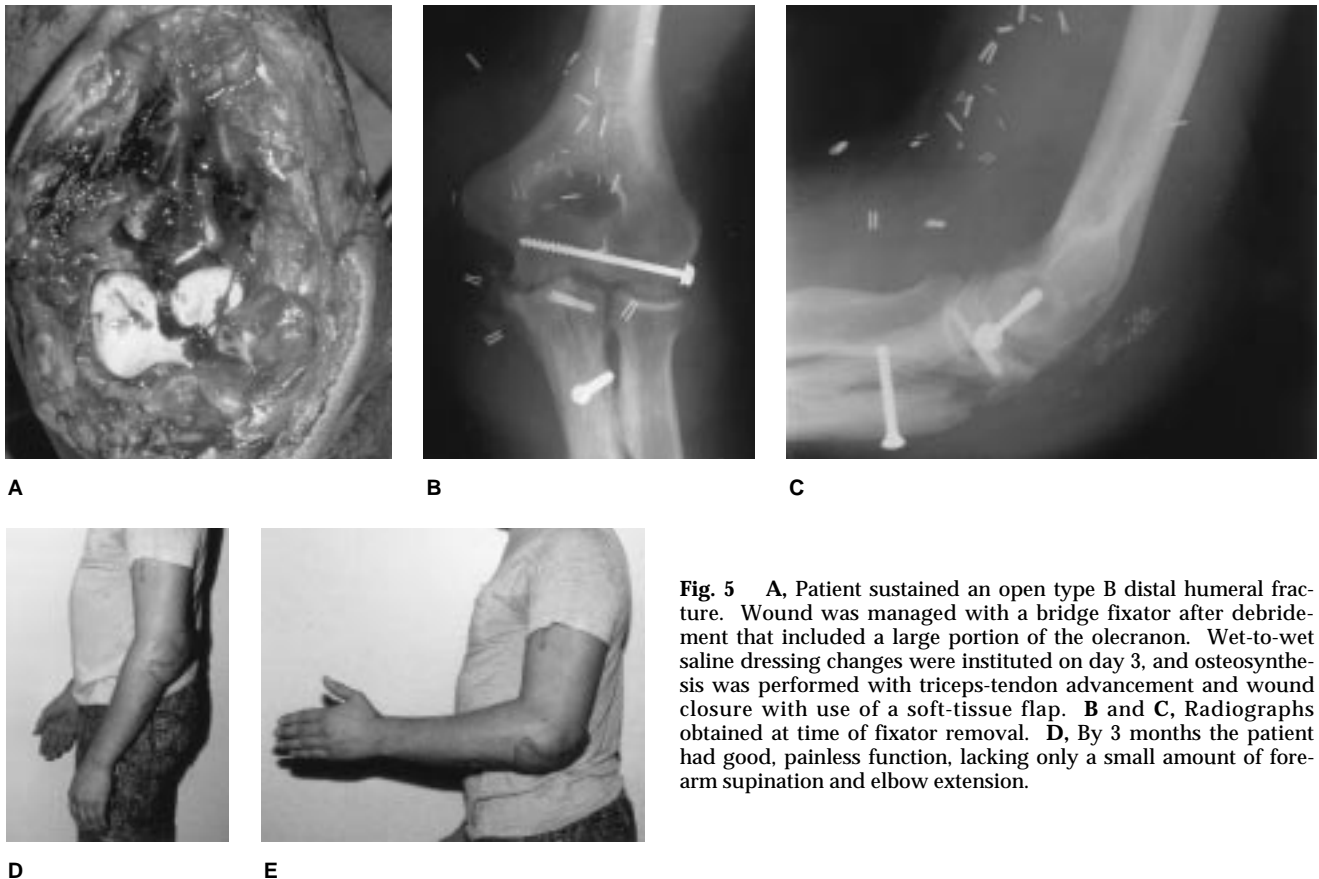 A
B
C
D
E
Fig. 5 A, Patient sustained an open type B distal humeral frac-
ture. Wound was managed with a bridge fixator after debride-
ment that included a large portion of the olecranon. Wet-to-wet
saline dressing changes were instituted on day 3, and osteosynthe-
sis was performed with triceps-tendon advancement and wound
closure with use of a soft-tissue flap. B and C, Radiographs
obtained at time of fixator removal. D, By 3 months the patient
had good, painless function, lacking only a small amount of fore-
arm supination and elbow extension.